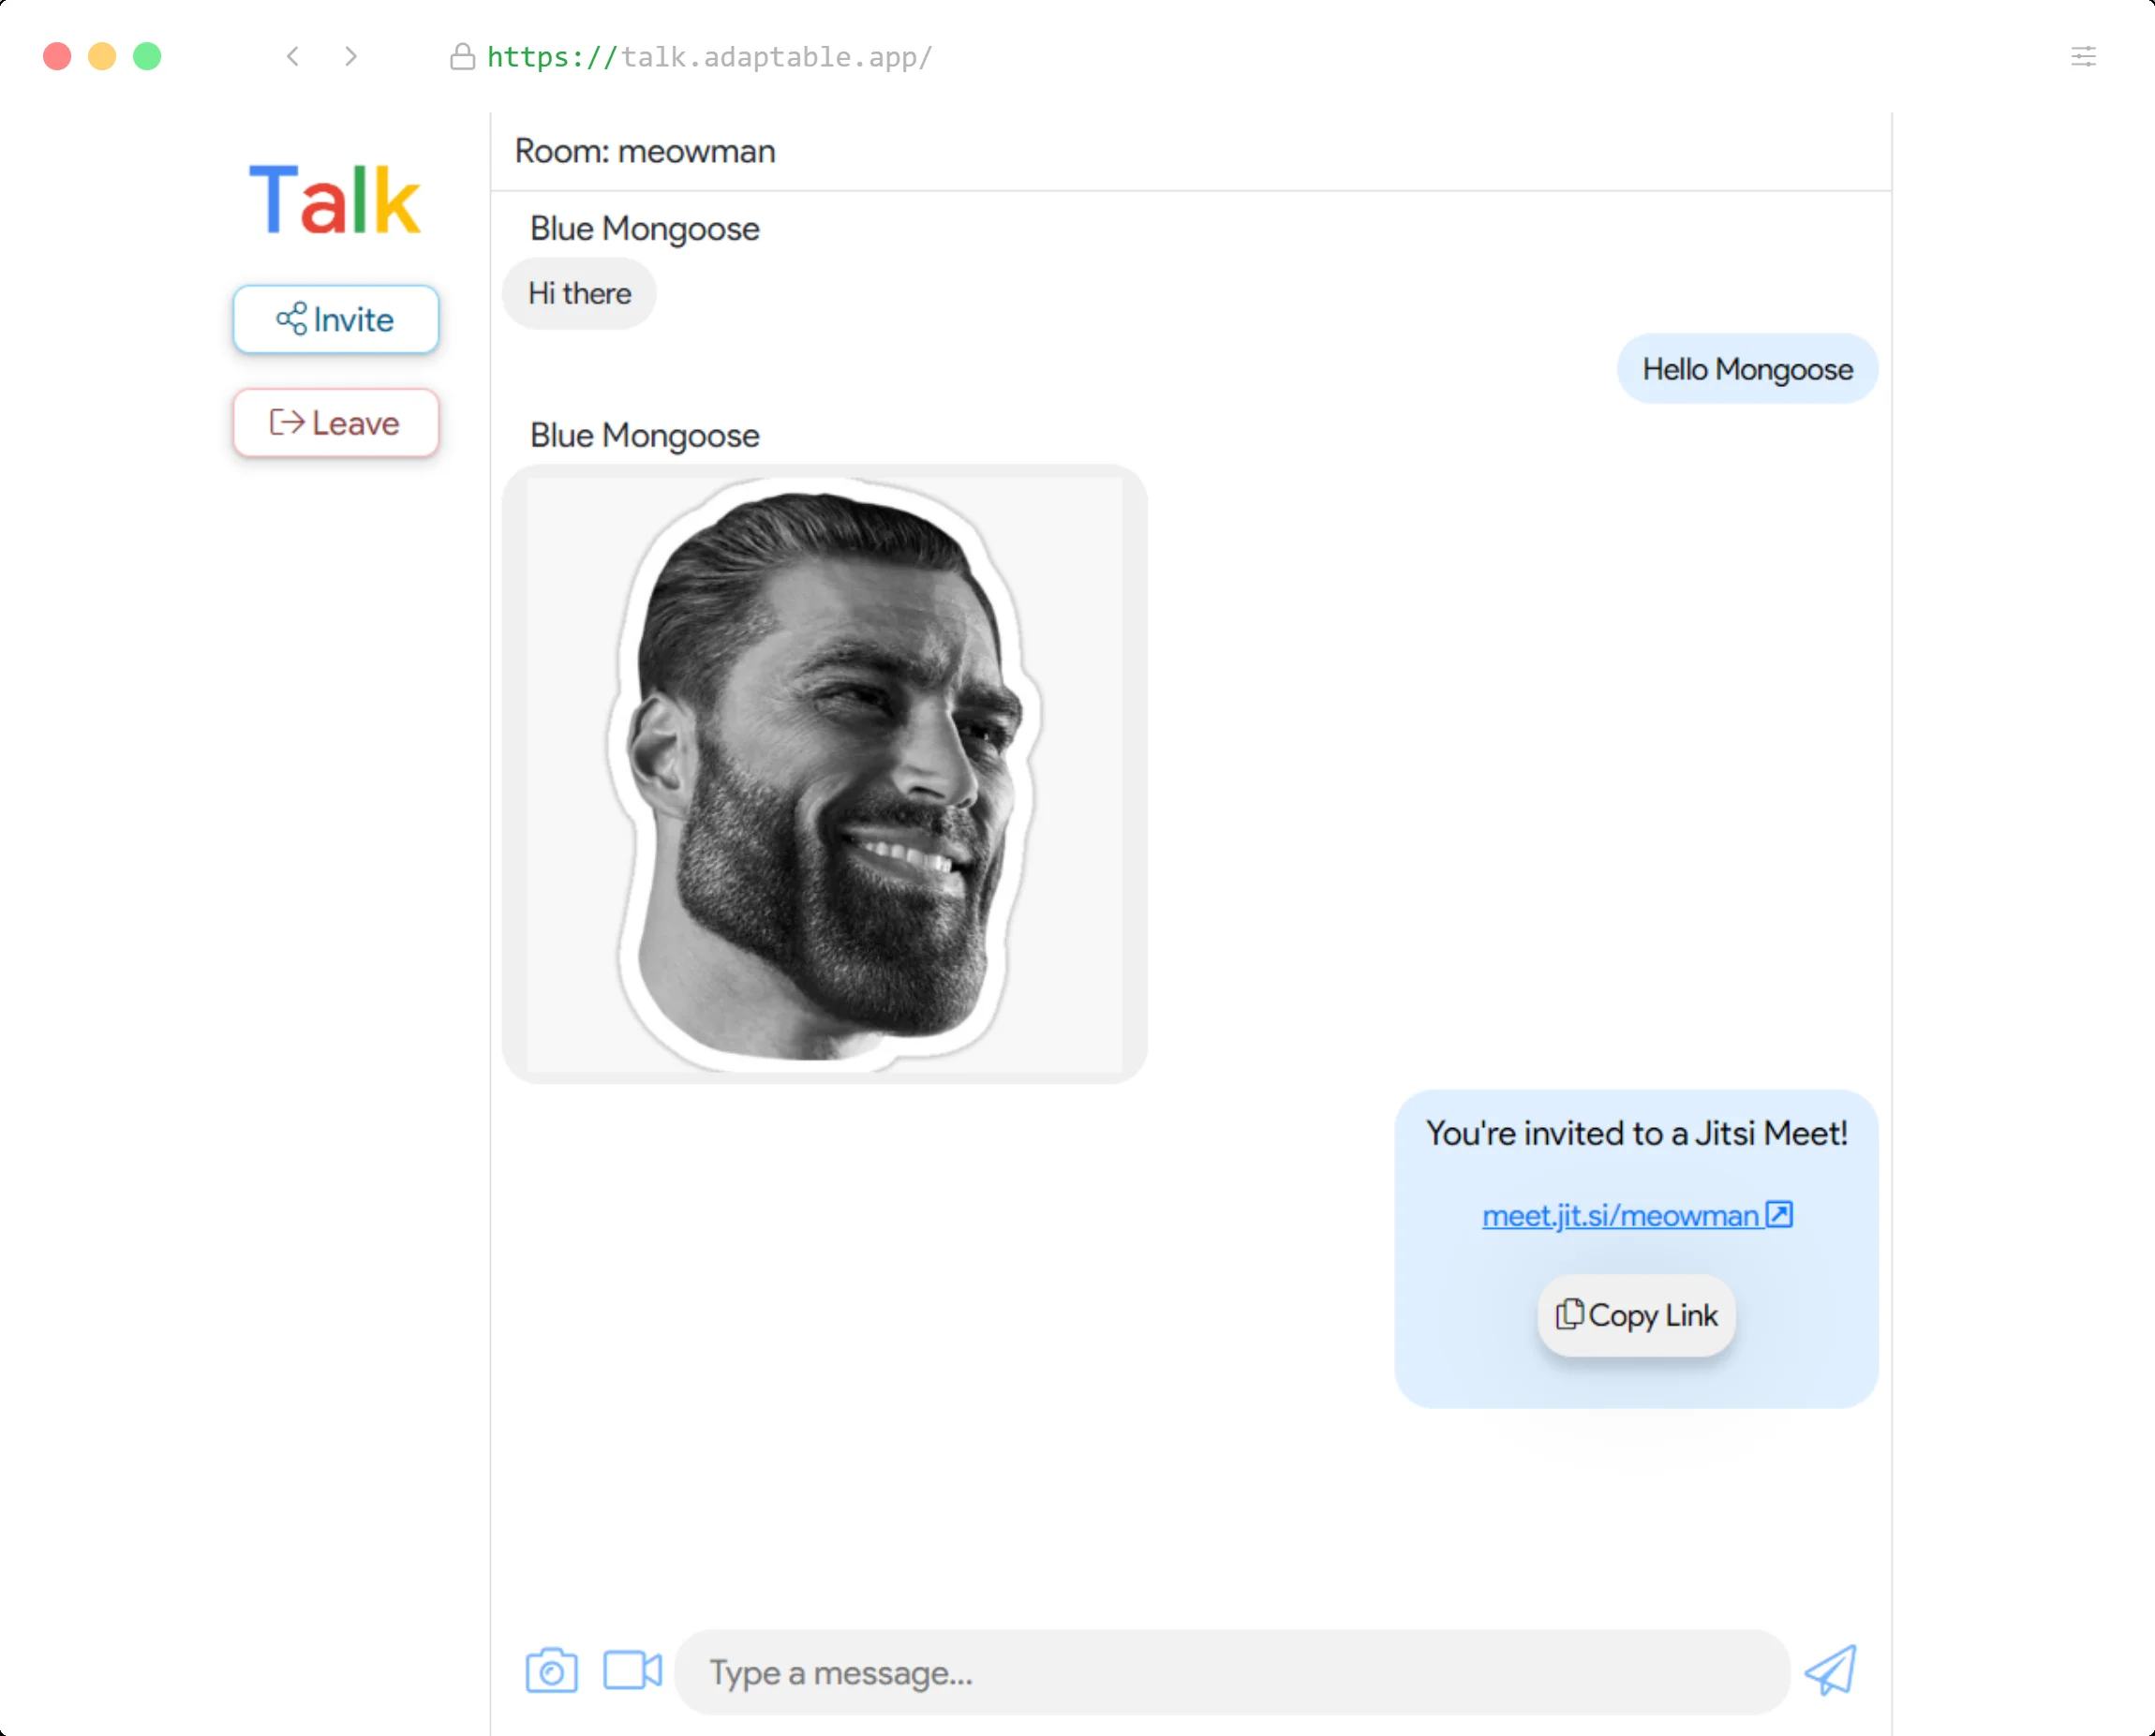 https://talk.adaptable.app/
Talk
Invite
Leave
Room: meowman
Blue Mongoose
Hi there
Hello Mongoose
Blue Mongoose
You're invited to a Jitsi Meet!
meet.jit.si/meowman
Copy Link
Type a message...